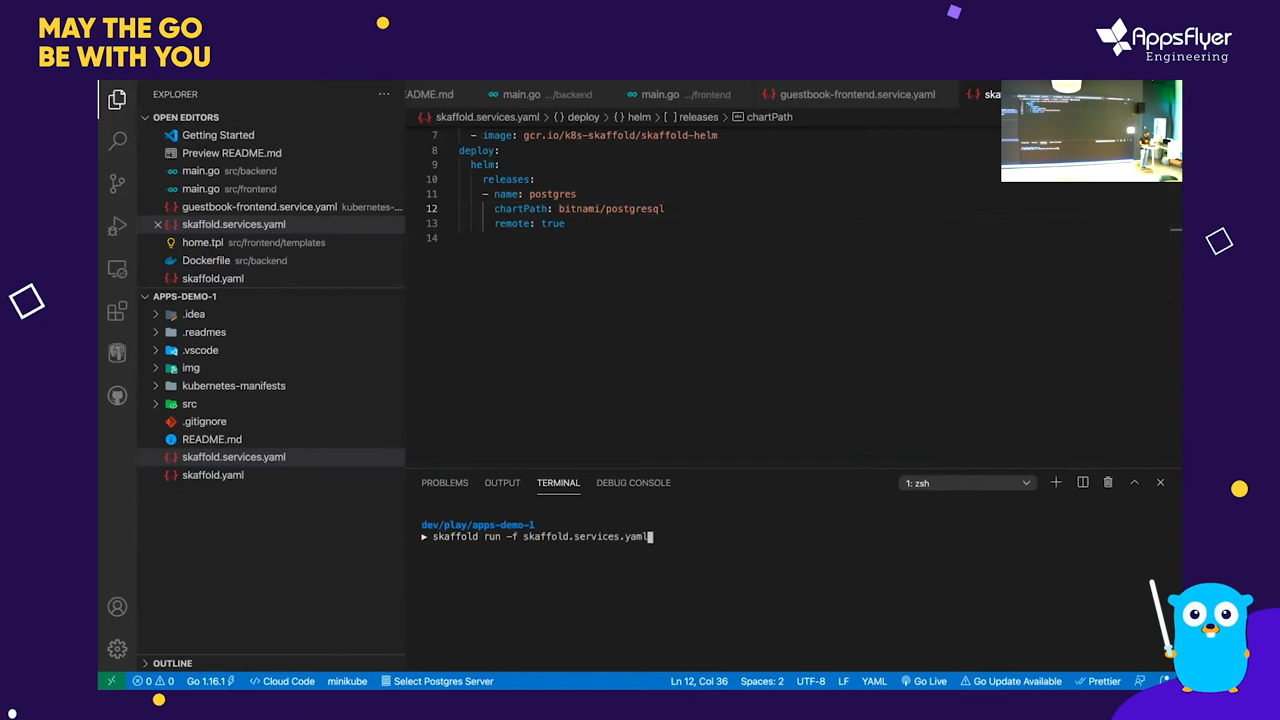 MAY THE GO
BE WITH YOU
AppsFlyer
Engineering
EXPLORER
OPEN EDITORS
Getting Started
Preview README.md
main.go src/backend
main.go src/frontend
guestbook-frontend.service.yaml kubernetes-...
skaffold.services.yaml
home.tpl src/frontend/templates
Dockerfile src/backend
skaffold.yaml
APPS-DEMO-1
.idea
.readmes
.vscode
img
kubernetes-manifests
src
.gitignore
README.md
skaffold.services.yaml
skaffold.yaml
OUTLINE
EADME.md main.go .../backend main.go .../frontend guestbook-frontend.service.yaml ska
skaffold.services.yaml > deploy > helm > releases > chartPath
7 - image: gcr.io/k8s-skaffold/skaffold-helm
8 deploy:
9 helm:
10 releases:
11 - name: postgres
12 chartPath: bitnami/postgresql
13 remote: true
14
PROBLEMS OUTPUT TERMINAL DEBUG CONSOLE 1: zsh
dev/play/apps-demo-1
► skaffold run -f skaffold.services.yaml
0 0 Go 1.16.1 Cloud Code minikube Select Postgres Server Ln 12, Col 36 Spaces: 2 UTF-8 LF YAML Go Live Go Update Available Prettier